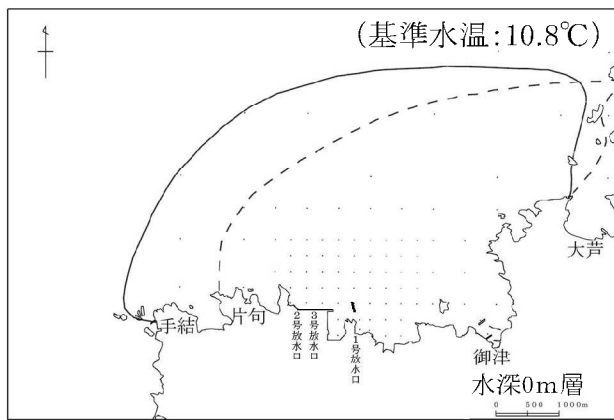 (基準水温:10.8℃)
大芦
手結
片句
2号放水口
3号放水口
1号放水口
御津
水深0m層
0 500 1000m